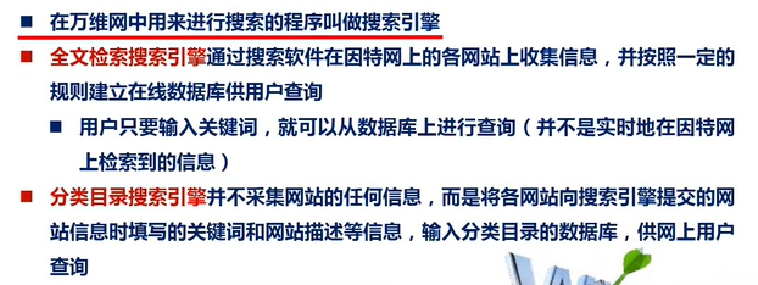 在万维网中用来进行搜索的程序叫做搜索引擎
全文检索搜索引擎通过搜索软件在因特网上的各网站上收集信息，并按照一定的
规则建立在线数据库供用户查询
用户只要输入关键词，就可以从数据库上进行查询（并不是实时地在因特网
上检索到的信息）
分类目录搜索引擎并不采集网站的任何信息，而是将各网站向搜索引擎提交的网
站信息时填写的关键词和网站描述等信息，输入分类目录的数据库，供网上用户
查询